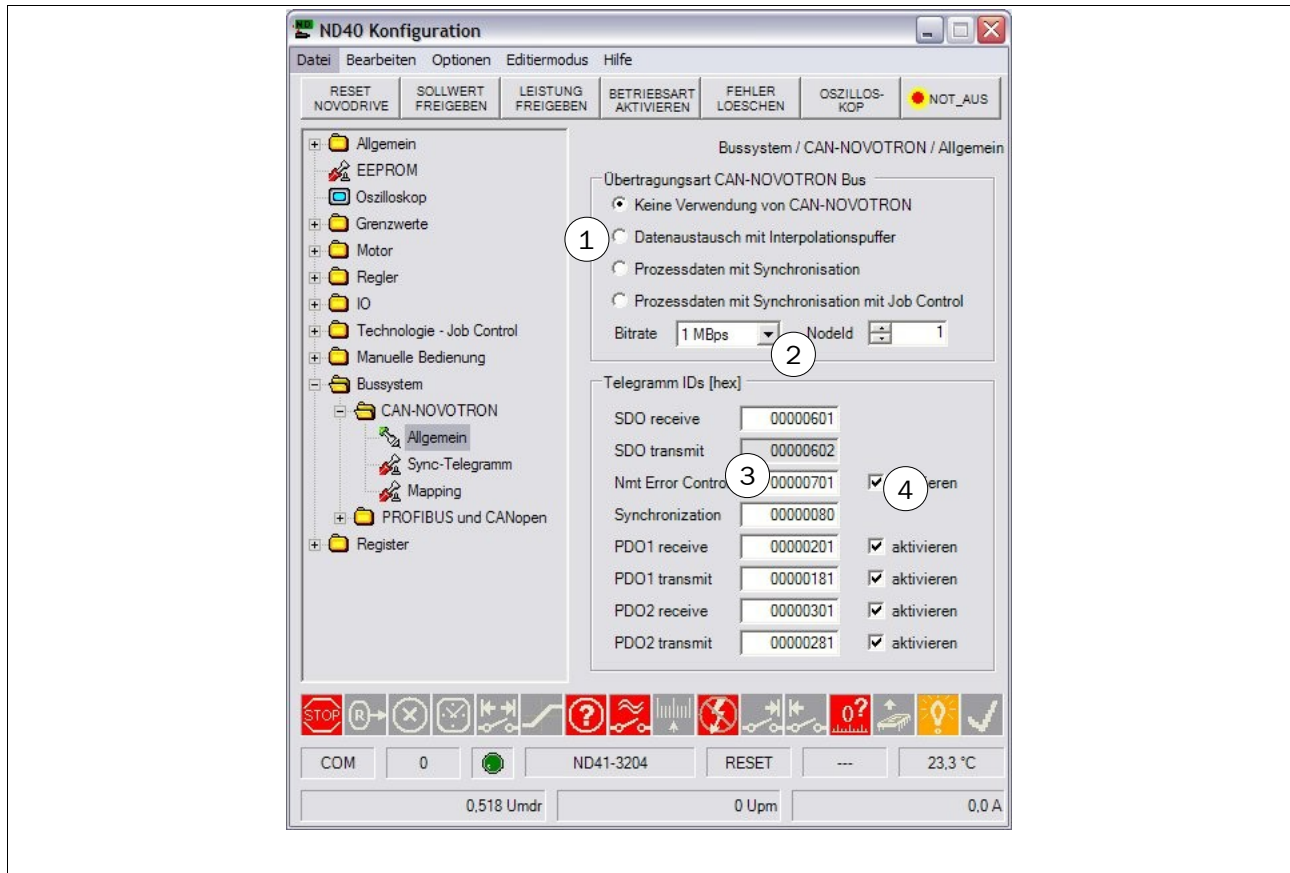 ND40 Konfiguration
Datei Bearbeiten Optionen Editiermodus Hilfe
RESET NOVODRIVE
SOLLWERT FREIGEBEN
LEISTUNG FREIGEBEN
BETRIEBSART AKTIVIEREN
FEHLER LOESCHEN
OSZILLOS-KOP
NOT_AUS
Allgemein
EEPROM
Oszilloskop
Grenzwerte
Motor
Regler
IO
Technologie - Job Control
Manuelle Bedienung
Bussystem
CAN-NOVOTRON
Allgemein
Sync-Telegramm
Mapping
PROFIBUS und CANopen
Register
Bussystem / CAN-NOVOTRON / Allgemein
Übertragungsart CAN-NOVOTRON Bus
Keine Verwendung von CAN-NOVOTRON
1
Datenaustausch mit Interpolationspuffer
Prozessdaten mit Synchronisation
Prozessdaten mit Synchronisation mit Job Control
Bitrate 1 MBps 2 NodeId 1
Telegramm IDs [hex]
SDO receive 00000601
SDO transmit 00000602
Nmt Error Contr 3 00000701 4 eren
Synchronization 00000080
PDO1 receive 00000201 aktivieren
PDO1 transmit 00000181 aktivieren
PDO2 receive 00000301 aktivieren
PDO2 transmit 00000281 aktivieren
STOP R ? 0?
COM 0 ND41-3204 RESET --- 23,3 °C
0,518 Umdr 0 Upm 0,0 A